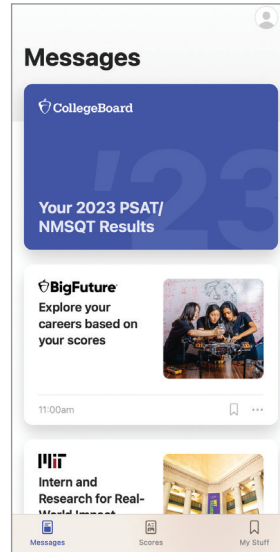 Messages
CollegeBoard
'23
Your 2023 PSAT/
NMSQT Results
BigFuture
Explore your
careers based on
your scores
11:00am
MiT
Intern and
Research for Real-
World Impact
Messages
Scores
My Stuff